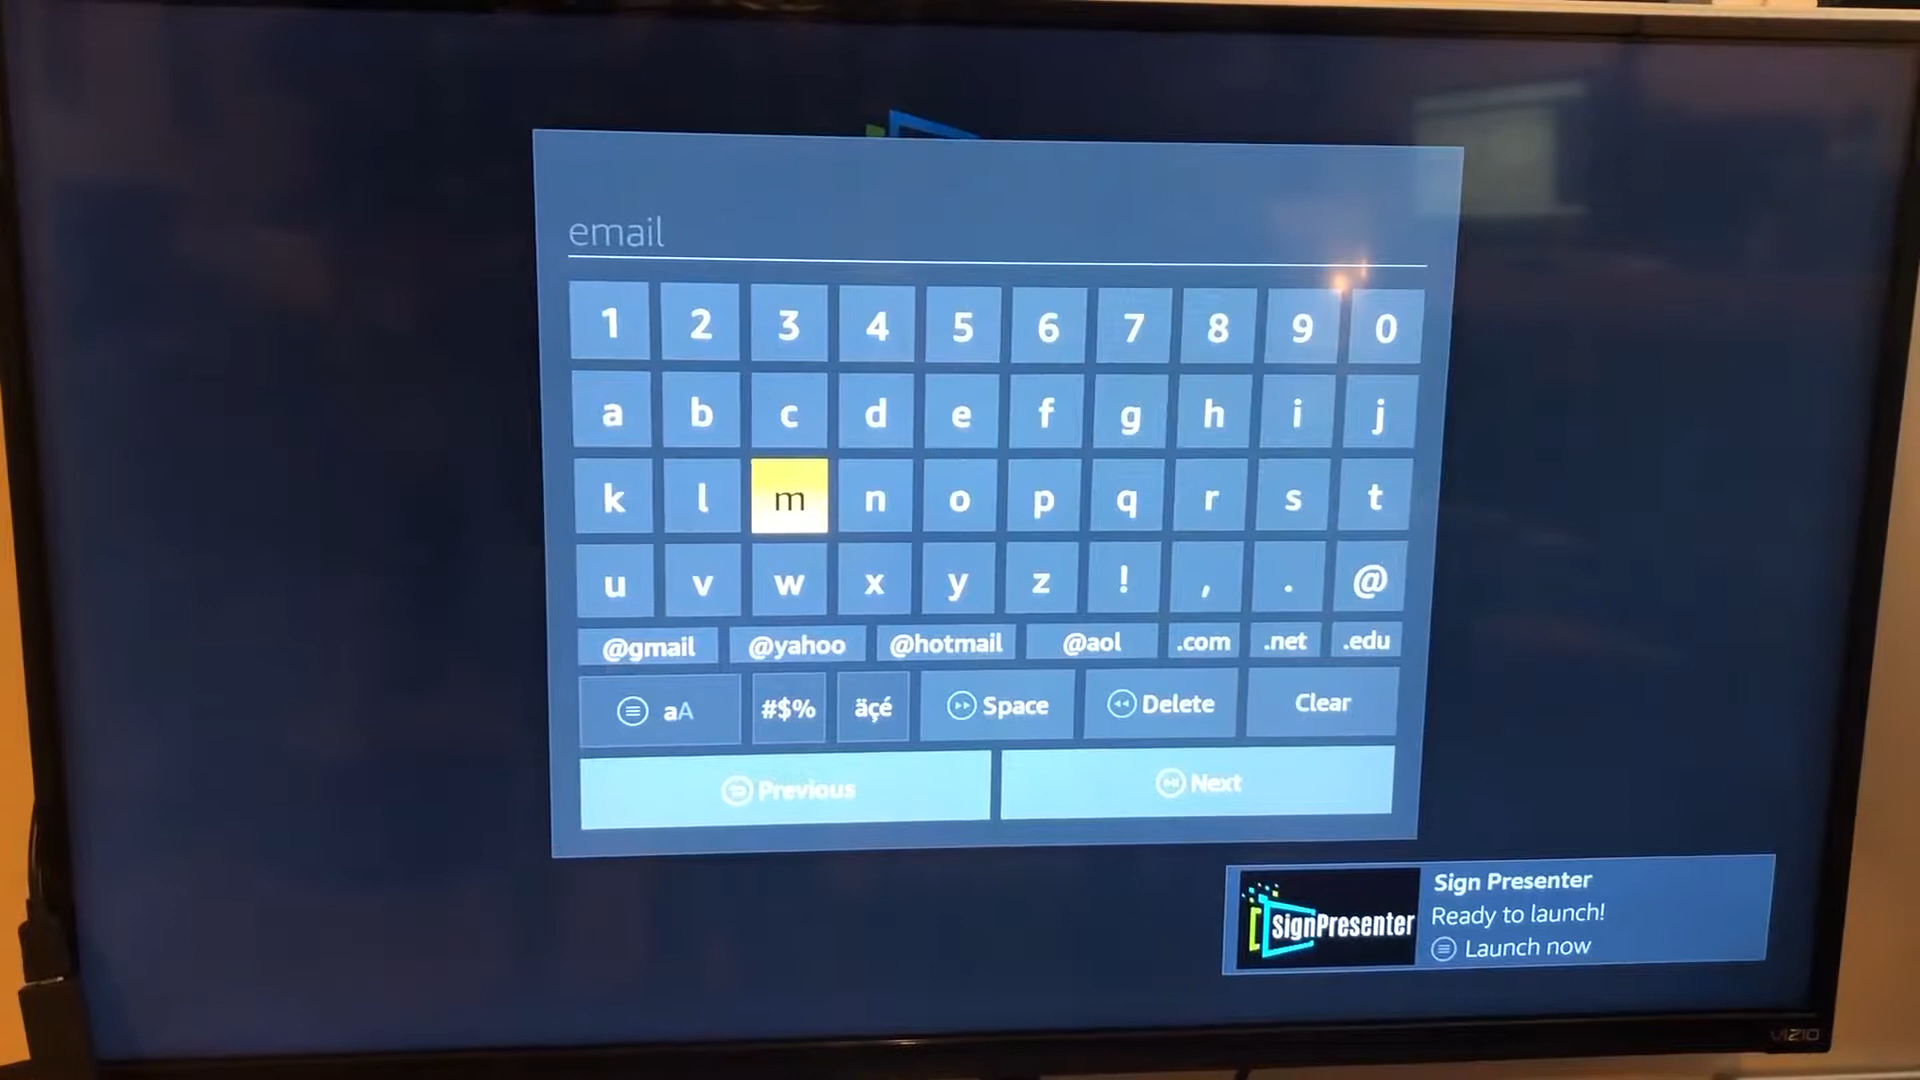 email
1 2 3 4 5 6 7 8 9 0
a b c d e f g h i j
k l m n o p q r s t
u v w x y z ! , . @
@gmail @yahoo @hotmail @aol .com .net .edu
aA #$% äçé Space Delete Clear
Previous Next
Sign Presenter
SignPresenter Ready to launch!
Launch now
VIZIO